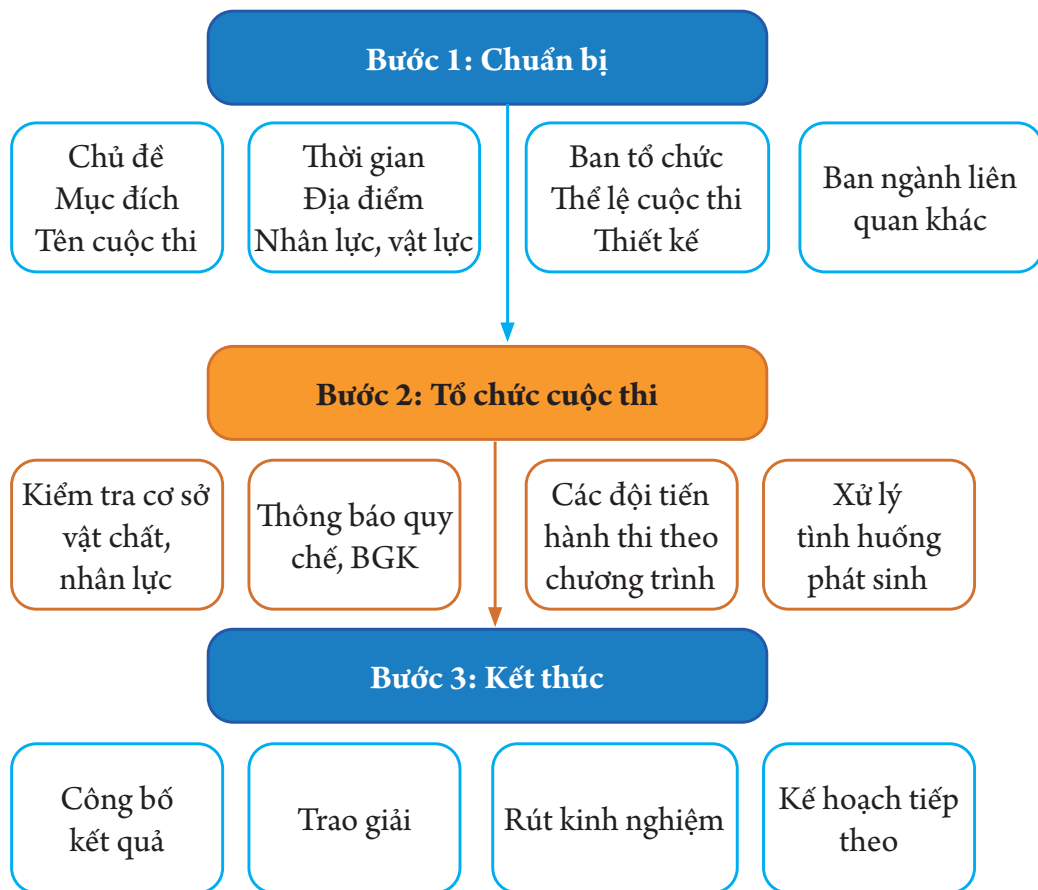 Bước 1: Chuẩn bị
Chủ đề
Mục đích
Tên cuộc thi
Thời gian
Địa điểm
Nhân lực, vật lực
Ban tổ chức
Thể lệ cuộc thi
Thiết kế
Ban ngành liên
quan khác
Bước 2: Tổ chức cuộc thi
Kiểm tra cơ sở
vật chất,
nhân lực
Thông báo quy
chế, BGK
Các đội tiến
hành thi theo
chương trình
Xử lý
tình huống
phát sinh
Bước 3: Kết thúc
Công bố
kết quả
Trao giải
Rút kinh nghiệm
Kế hoạch tiếp
theo